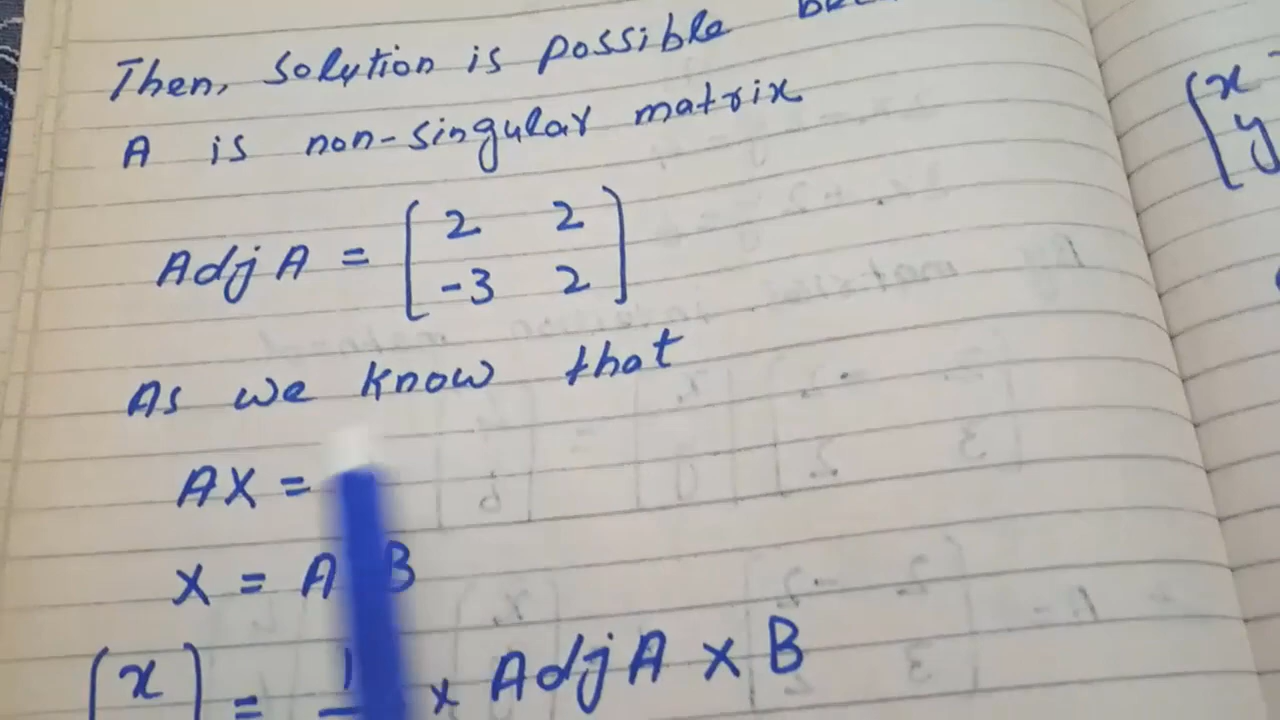 Then, solution is possible
A is non-singular matrix
Adj A = [2 2
-3 2]
As we know that
AX =
X = A B
[x] = 1 × Adj A × B
[x
y